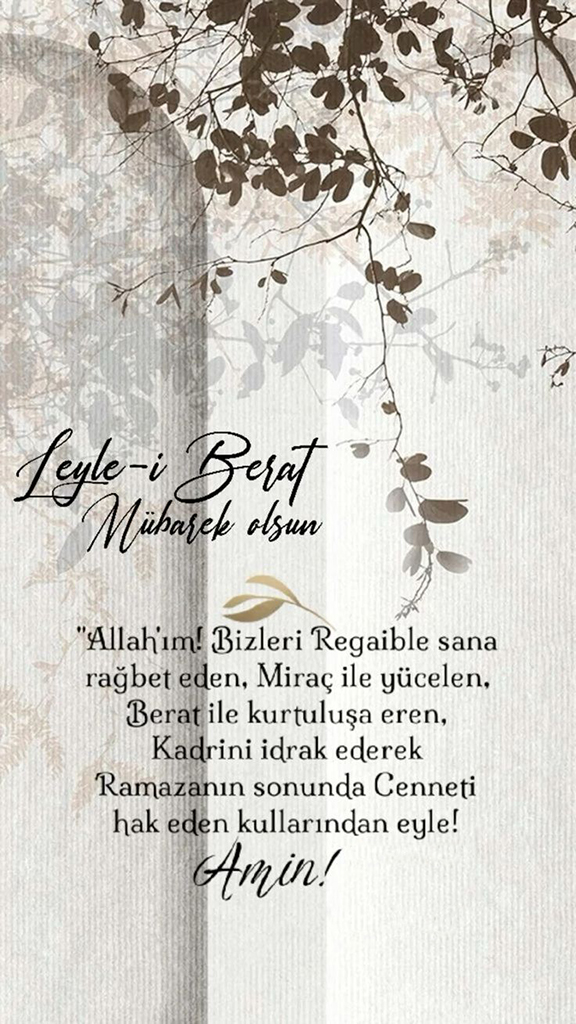 Leyle-i Berat
Mübarek olsun
"Allah'ım! Bizleri Regaible sana
rağbet eden, Miraç ile yücelen,
Berat ile kurtuluşa eren,
Kadrini idrak ederek
Ramazanın sonunda Cenneti
hak eden kullarından eyle!
Amin!